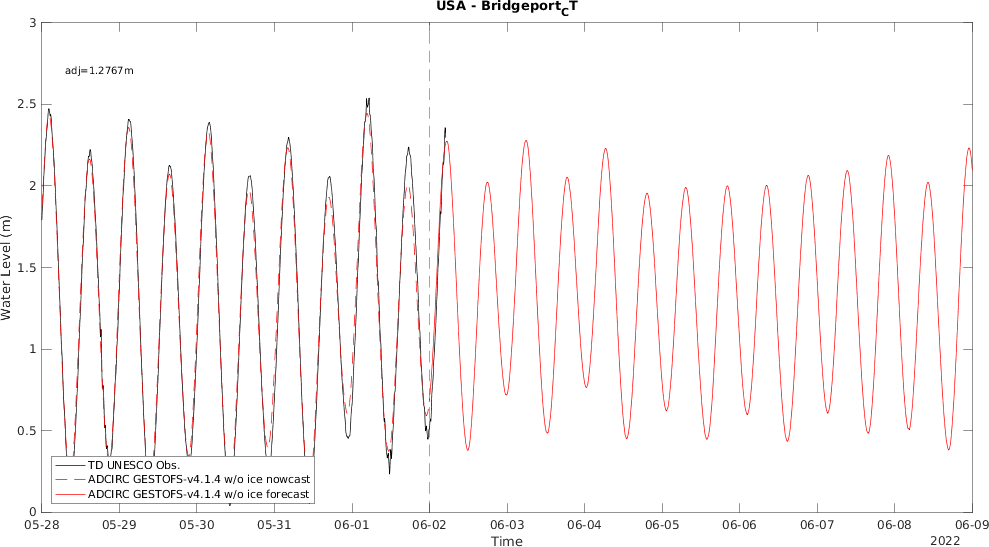 USA - Bridgeport_CT
adj=1.2767m
Water Level (m)
3
2.5
2
1.5
1
0.5
0
TD UNESCO Obs.
ADCIRC GESTOFS-v4.1.4 w/o ice nowcast
ADCIRC GESTOFS-v4.1.4 w/o ice forecast
05-28 05-29 05-30 05-31 06-01 06-02 06-03 06-04 06-05 06-06 06-07 06-08 06-09
Time
2022